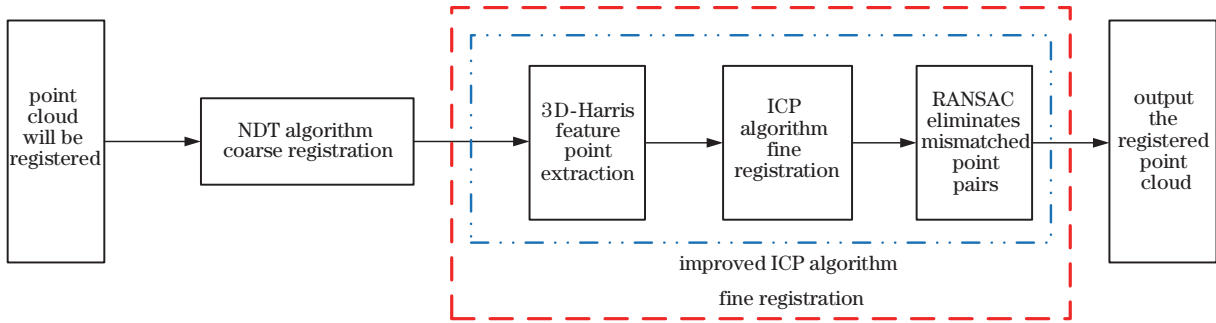 point
cloud
will be
registered
NDT algorithm
coarse registration
3D-Harris
feature
point
extraction
ICP
algorithm
fine
registration
RANSAC
eliminates
mismatched
point
pairs
output
the
registered
point
cloud
improved ICP algorithm
fine registration